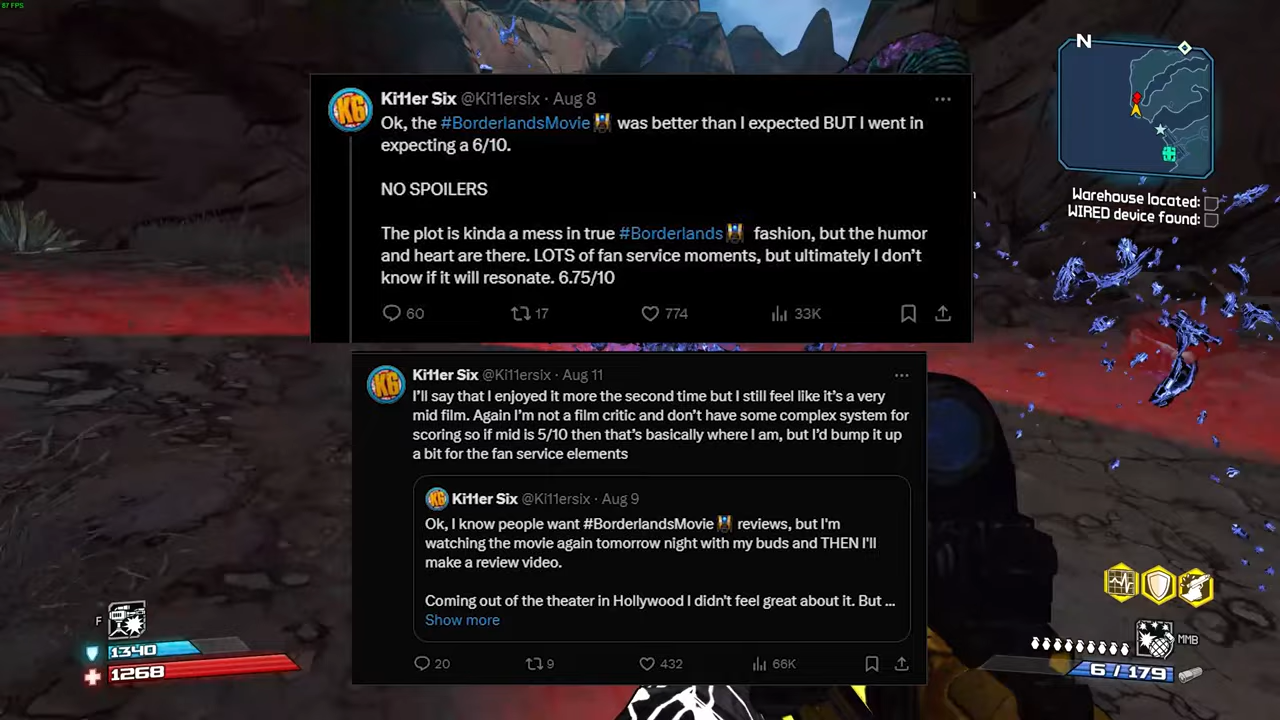 87 FPS
N
Ki11er Six @Ki11ersix · Aug 8
Ok, the #BorderlandsMovie was better than I expected BUT I went in
expecting a 6/10.
NO SPOILERS
The plot is kinda a mess in true #Borderlands fashion, but the humor
and heart are there. LOTS of fan service moments, but ultimately I don't
know if it will resonate. 6.75/10
60 17 774 33K
Warehouse located:
WIRED device found:
Ki11er Six @Ki11ersix · Aug 11
I'll say that I enjoyed it more the second time but I still feel like it's a very
mid film. Again I'm not a film critic and don't have some complex system for
scoring so if mid is 5/10 then that's basically where I am, but I'd bump it up
a bit for the fan service elements
Ki11er Six @Ki11ersix · Aug 9
Ok, I know people want #BorderlandsMovie reviews, but I'm
watching the movie again tomorrow night with my buds and THEN I'll
make a review video.
Coming out of the theater in Hollywood I didn't feel great about it. But ...
Show more
20 9 432 66K
F
1340
1268
MMB
6 / 179